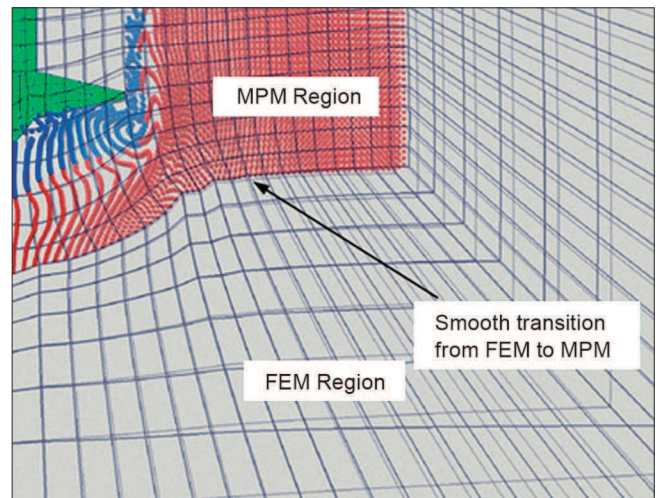 MPM Region
Smooth transition
from FEM to MPM
FEM Region